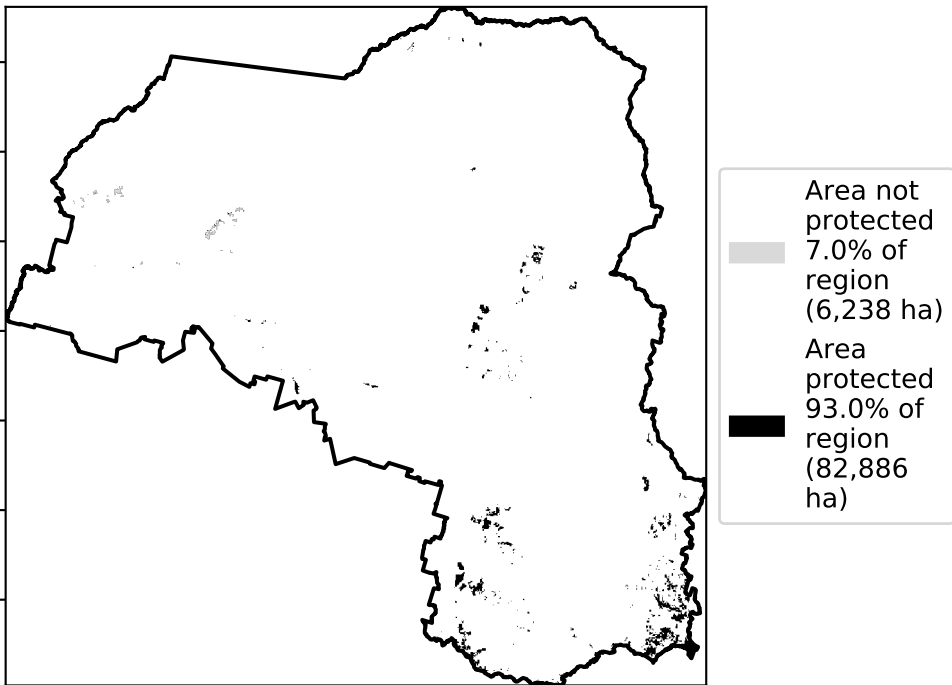 Area not
protected
7.0% of
region
(6,238 ha)
Area
protected
93.0% of
region
(82,886
ha)